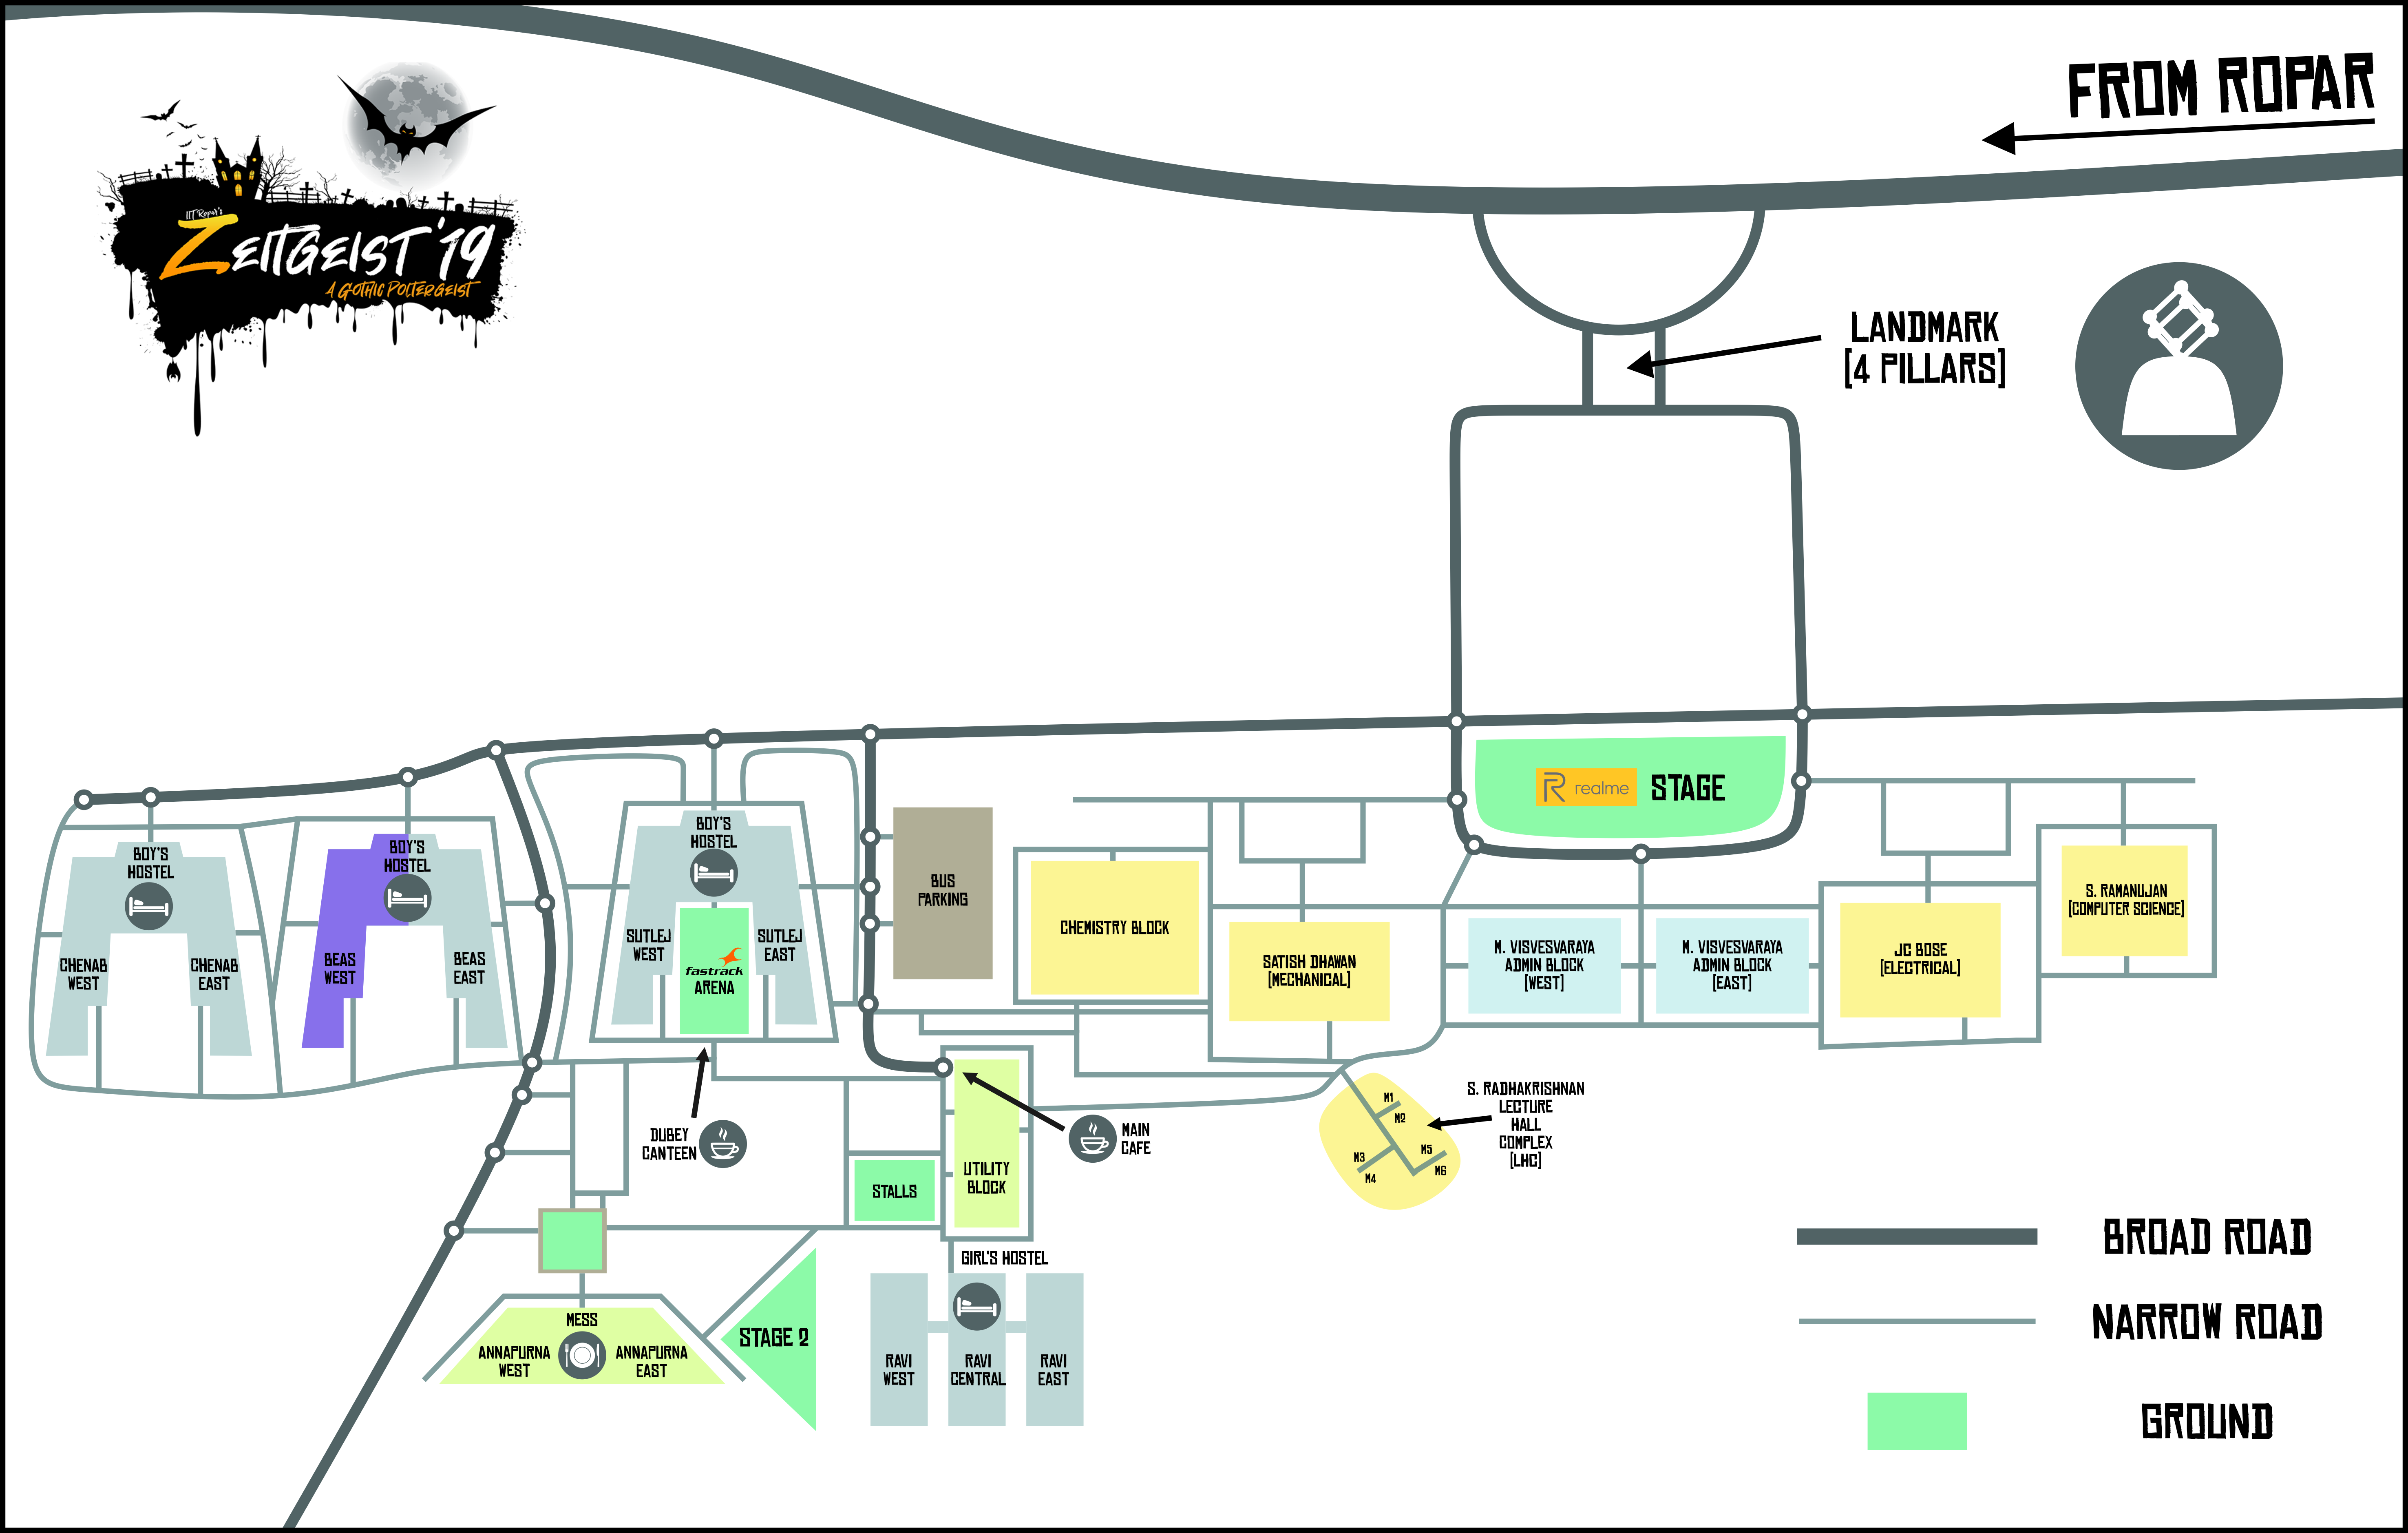 FROM ROPAR
IIT Ropar's
ZEITGEIST'19
A GOTHIC POLTERGEIST
LANDMARK
[4 PILLARS]
realme STAGE
BOY'S
HOSTEL
CHENAB
WEST
CHENAB
EAST
BOY'S
HOSTEL
BEAS
WEST
BEAS
EAST
BOY'S
HOSTEL
SUTLEJ
WEST
SUTLEJ
EAST
fastrack
ARENA
BUS
PARKING
CHEMISTRY BLOCK
SATISH DHAWAN
[MECHANICAL]
M. VISVESVARAYA
ADMIN BLOCK
[WEST]
M. VISVESVARAYA
ADMIN BLOCK
[EAST]
JC BOSE
[ELECTRICAL]
S. RAMANUJAN
[COMPUTER SCIENCE]
DUBEY
CANTEEN
MAIN
CAFE
UTILITY
BLOCK
STALLS
M1
M2
M3
M4
M5
M6
S. RADHAKRISHNAN
LECTURE
HALL
COMPLEX
[LHC]
GIRL'S HOSTEL
RAVI
WEST
RAVI
CENTRAL
RAVI
EAST
MESS
ANNAPURNA
WEST
ANNAPURNA
EAST
STAGE 2
BROAD ROAD
NARROW ROAD
GROUND